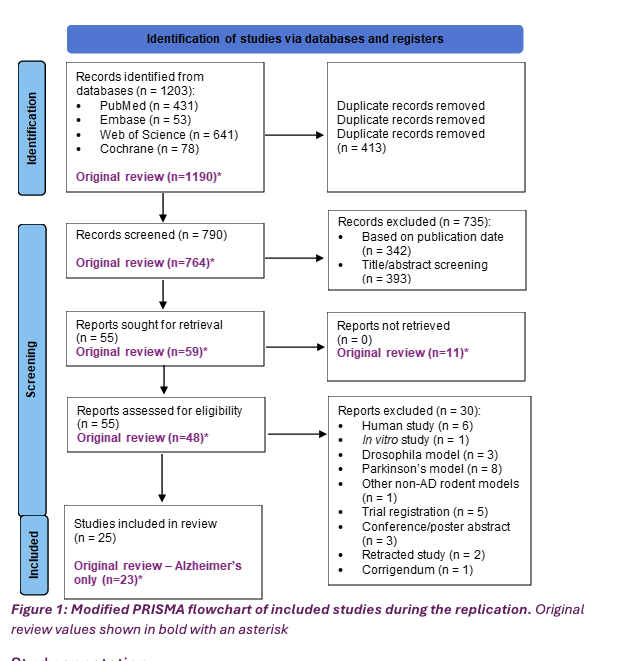 Identification of studies via databases and registers
Identification
Records identified from
databases (n = 1203):
• PubMed (n = 431)
• Embase (n = 53)
• Web of Science (n = 641)
• Cochrane (n = 78)
Original review (n=1190)*
Duplicate records removed
Duplicate records removed
Duplicate records removed
(n = 413)
Screening
Records screened (n = 790)
Original review (n=764)*
Records excluded (n = 735):
• Based on publication date
(n = 342)
• Title/abstract screening
(n = 393)
Reports sought for retrieval
(n = 55)
Original review (n=59)*
Reports not retrieved
(n = 0)
Original review (n=11)*
Reports assessed for eligibility
(n = 55)
Original review (n=48)*
Reports excluded (n = 30):
• Human study (n = 6)
• In vitro study (n = 1)
• Drosophila model (n = 3)
• Parkinson's model (n = 8)
• Other non-AD rodent models
(n = 1)
• Trial registration (n = 5)
• Conference/poster abstract
(n = 3)
• Retracted study (n = 2)
• Corrigendum (n = 1)
Included
Studies included in review
(n = 25)
Original review – Alzheimer's
only (n=23)*
Figure 1: Modified PRISMA flowchart of included studies during the replication. Original
review values shown in bold with an asterisk